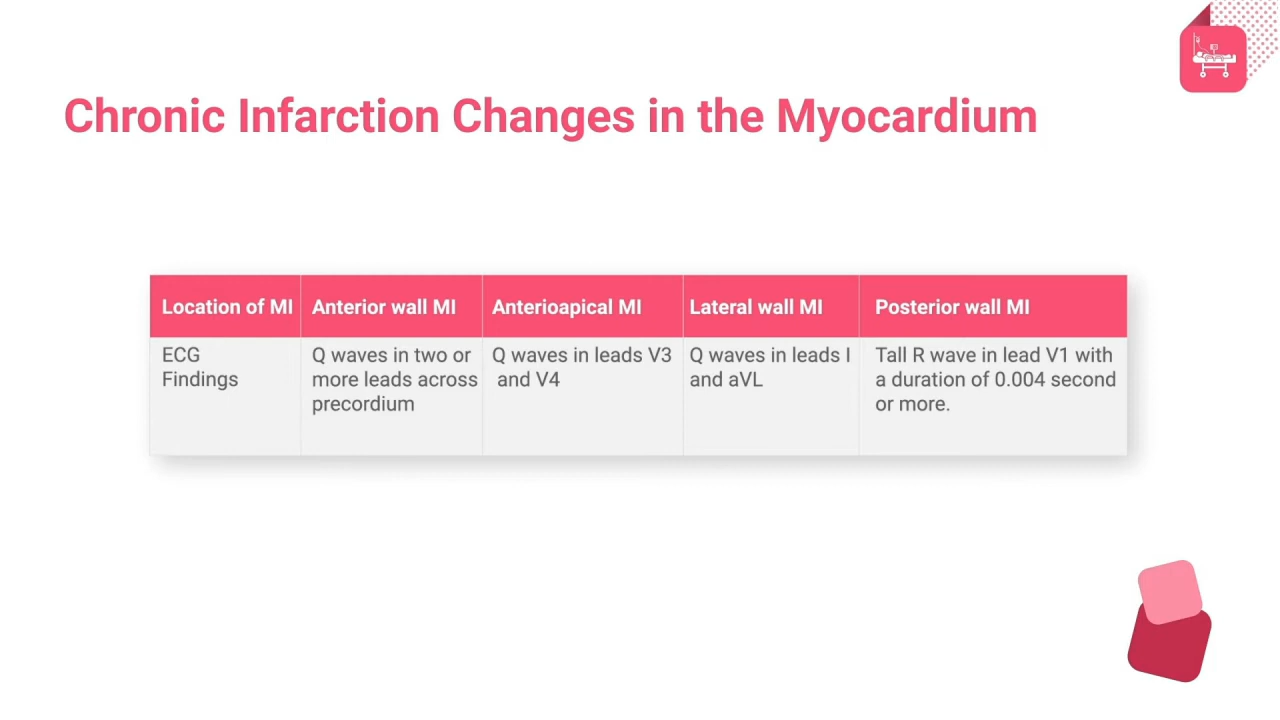 Chronic Infarction Changes in the Myocardium
Location of MI
Anterior wall MI
Anterioapical MI
Lateral wall MI
Posterior wall MI
ECG
Findings
Q waves in two or
more leads across
precordium
Q waves in leads V3
and V4
Q waves in leads I
and aVL
Tall R wave in lead V1 with
a duration of 0.004 second
or more.